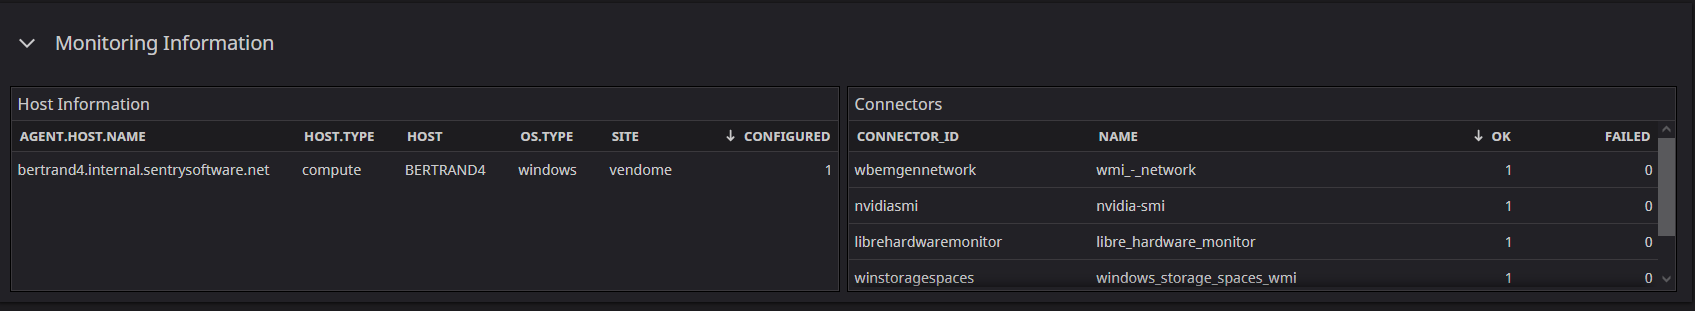 Monitoring Information
Host Information
AGENT.HOST.NAME HOST.TYPE HOST OS.TYPE SITE ↓ CONFIGURED
bertrand4.internal.sentrysoftware.net compute BERTRAND4 windows vendome 1
Connectors
CONNECTOR_ID NAME ↓ OK FAILED
wbemgennetwork wmi_-_network 1 0
nvidiasmi nvidia-smi 1 0
librehardwaremonitor libre_hardware_monitor 1 0
winstoragespaces windows_storage_spaces_wmi 1 0